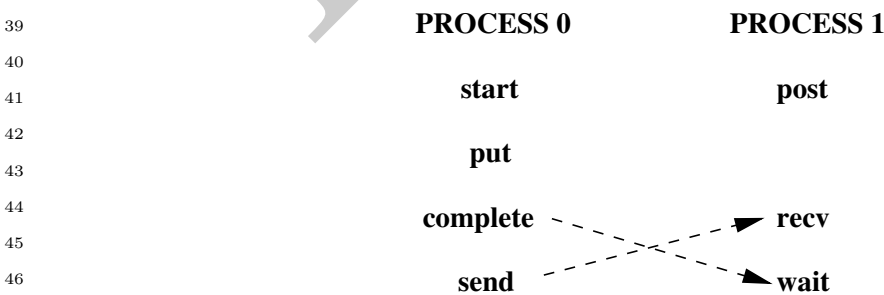 39 PROCESS 0 PROCESS 1
40
41 start post
42
43 put
44 complete recv
45
46 send wait